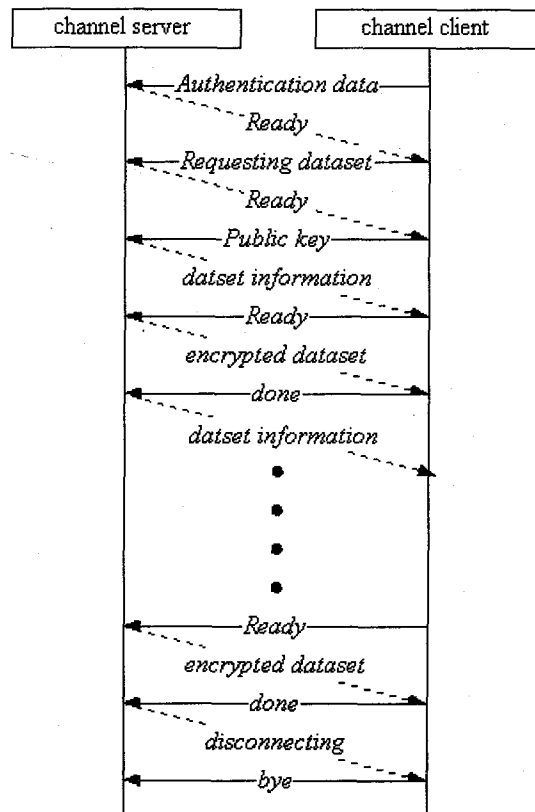 channel server
channel client
Authentication data
Ready
Requesting dataset
Ready
Public key
datset information
Ready
encrypted dataset
done
datset information
Ready
encrypted dataset
done
disconnecting
bye